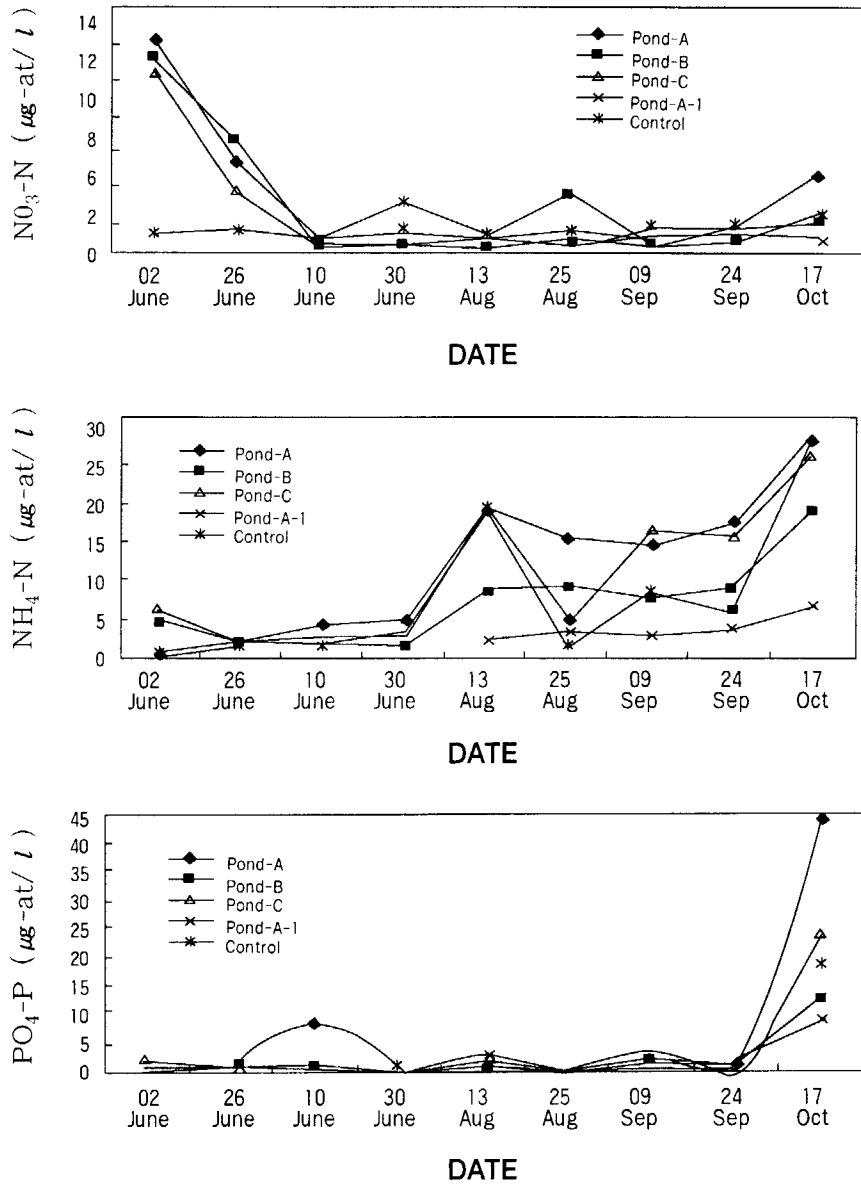 NO₃-N (μg-at/l)
14
12
10
8
6
2
0
Pond-A
Pond-B
Pond-C
Pond-A-1
Control
02 26 10 30 13 25 09 24 17
June June June June Aug Aug Sep Sep Oct
DATE
NH₄-N (μg-at/l)
30
25
20
15
10
5
0
Pond-A
Pond-B
Pond-C
Pond-A-1
Control
02 26 10 30 13 25 09 24 17
June June June June Aug Aug Sep Sep Oct
DATE
PO₄-P (μg-at/l)
45
35
30
25
20
15
10
5
0
Pond-A
Pond-B
Pond-C
Pond-A-1
Control
02 26 10 30 13 25 09 24 17
June June June June Aug Aug Sep Sep Oct
DATE